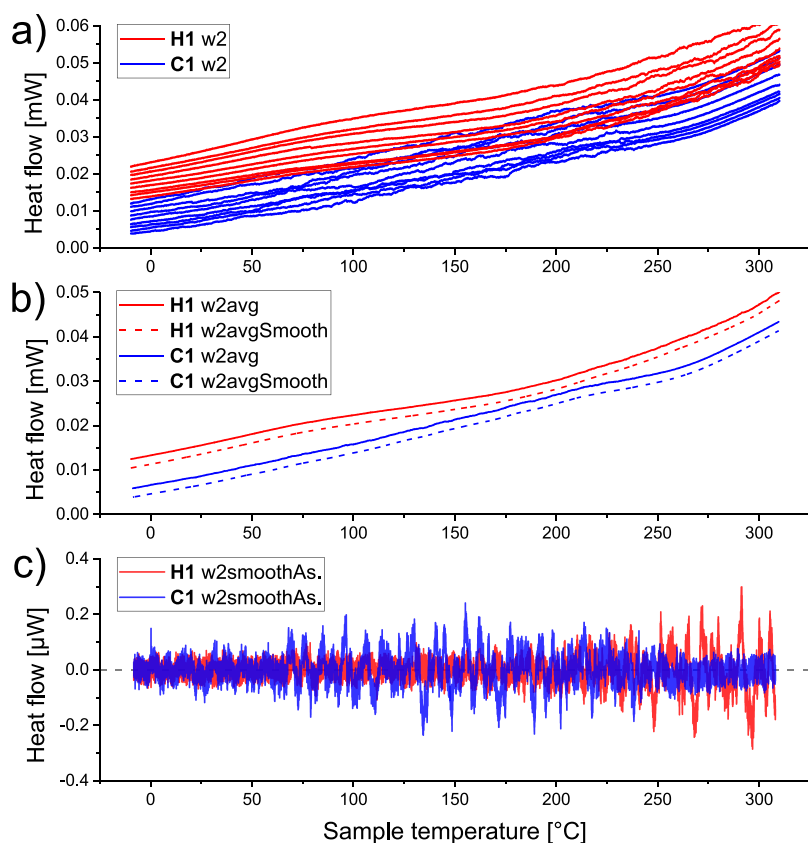 a)
H1 w2
C1 w2
Heat flow [mW]
0.06
0.05
0.04
0.03
0.02
0.01
0.00
0 50 100 150 200 250 300
b)
H1 w2avg
H1 w2avgSmooth
C1 w2avg
C1 w2avgSmooth
Heat flow [mW]
0.05
0.04
0.03
0.02
0.01
0.00
0 50 100 150 200 250 300
c)
H1 w2smoothAs.
C1 w2smoothAs.
Heat flow [µW]
0.4
0.2
0.0
-0.2
-0.4
0 50 100 150 200 250 300
Sample temperature [°C]